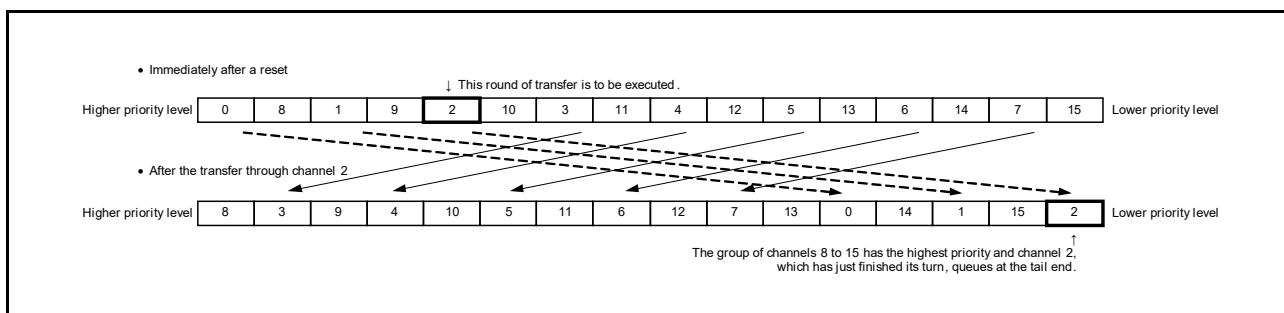 • Immediately after a reset
↓ This round of transfer is to be executed.
Higher priority level 0 8 1 9 2 10 3 11 4 12 5 13 6 14 7 15 Lower priority level
• After the transfer through channel 2
Higher priority level 8 3 9 4 10 5 11 6 12 7 13 0 14 1 15 2 Lower priority level
↑
The group of channels 8 to 15 has the highest priority and channel 2,
which has just finished its turn, queues at the tail end.